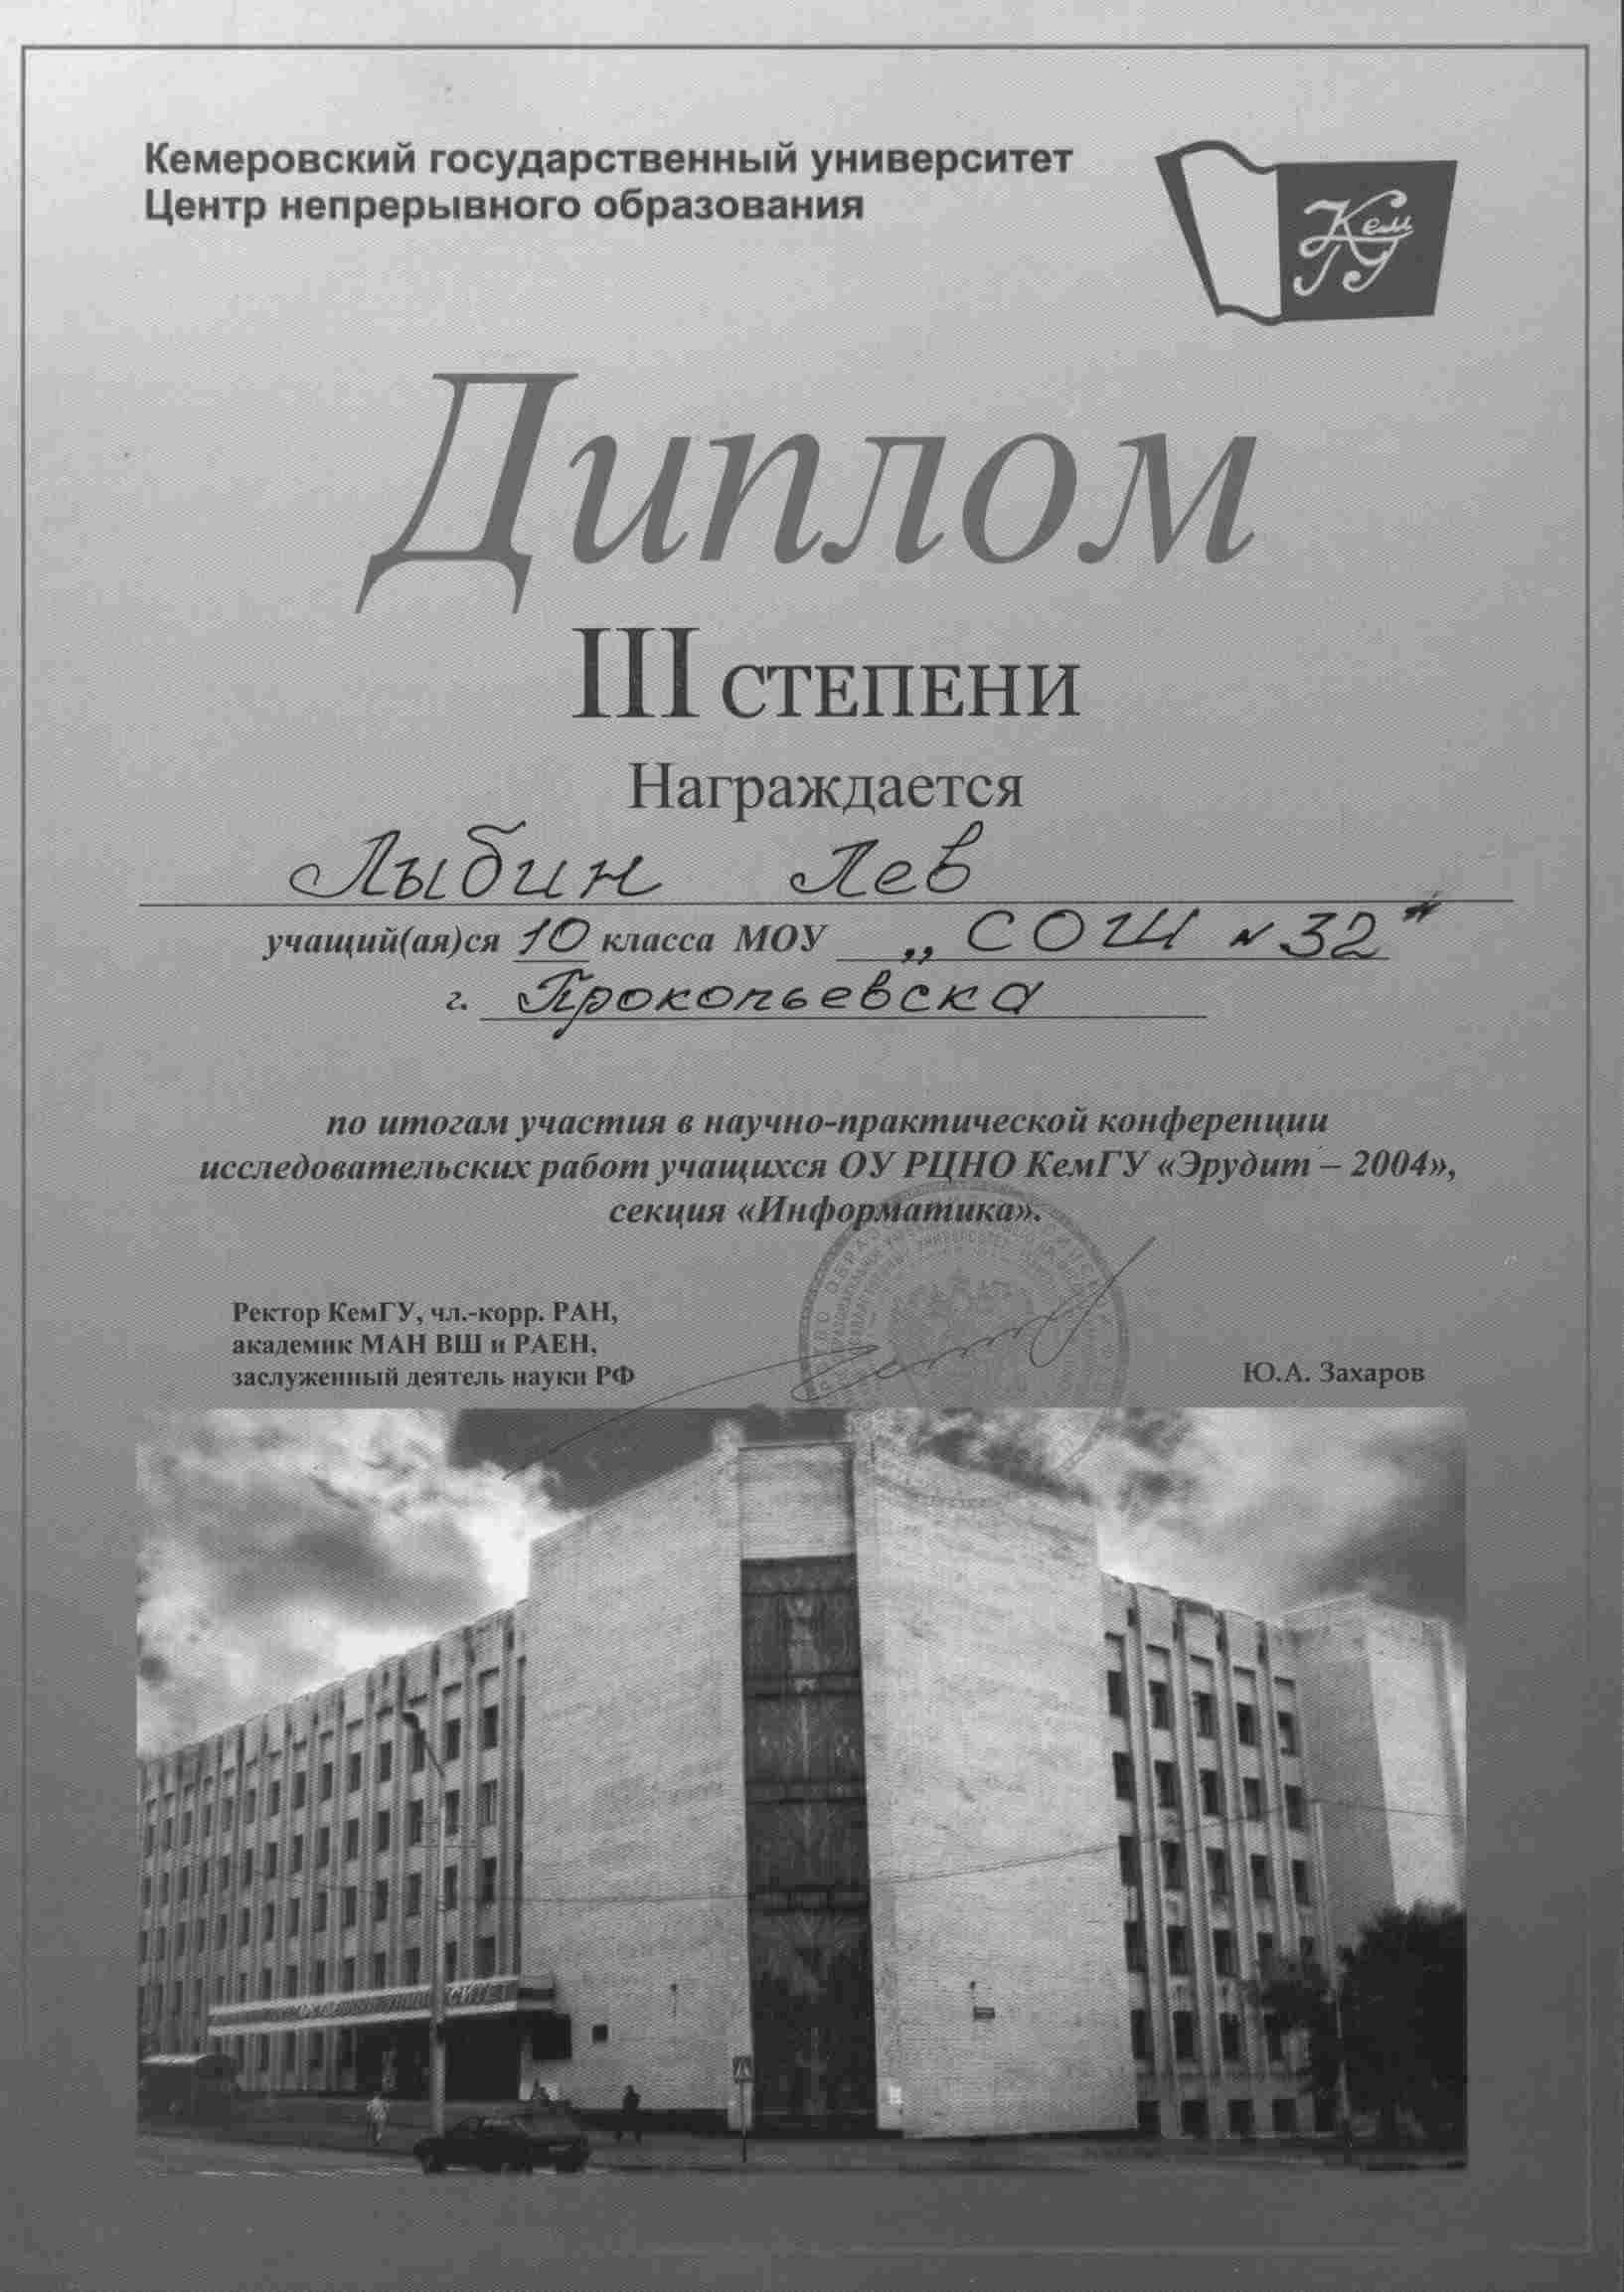 Кемеровский государственный университет
Центр непрерывного образования
Кем
ГУ
Диплом
III СТЕПЕНИ
Награждается
Лыбин Лев
учащий(ая)ся 10 класса МОУ „СОШ №32"
г. Прокопьевска
по итогам участия в научно-практической конференции
исследовательских работ учащихся ОУ РЦНО КемГУ «Эрудит – 2004»,
секция «Информатика».
Ректор КемГУ, чл.-корр. РАН,
академик МАН ВШ и РАЕН,
заслуженный деятель науки РФ
Ю.А. Захаров